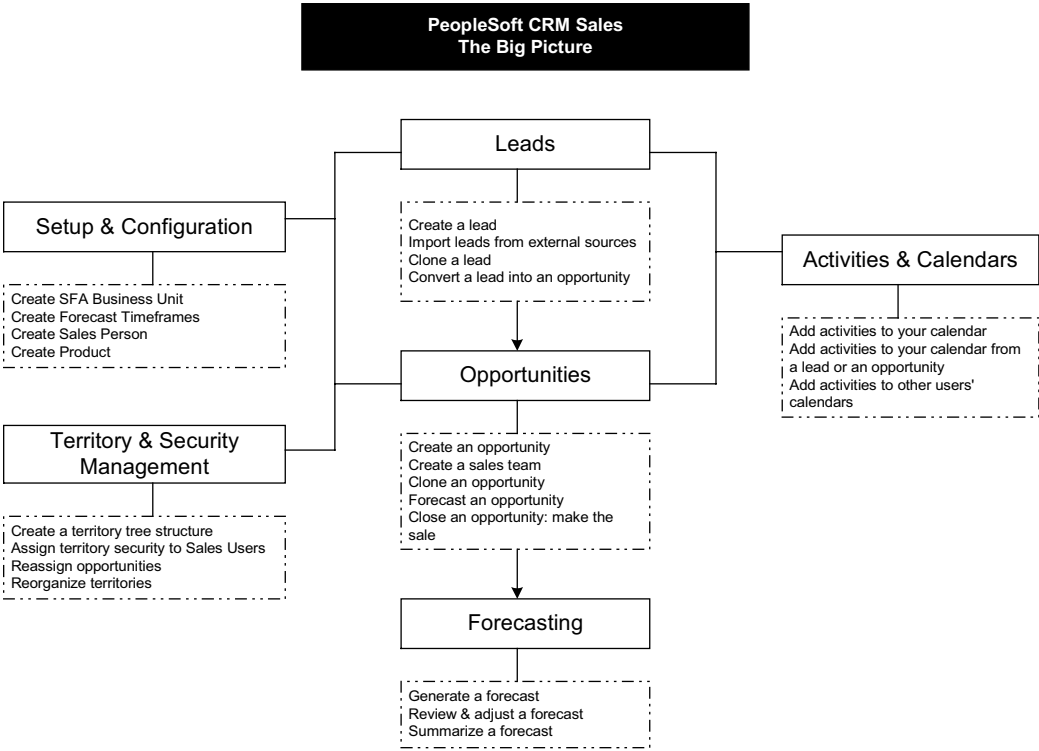 PeopleSoft CRM Sales
The Big Picture
Leads
Create a lead
Import leads from external sources
Clone a lead
Convert a lead into an opportunity
Setup & Configuration
Create SFA Business Unit
Create Forecast Timeframes
Create Sales Person
Create Product
Activities & Calendars
Add activities to your calendar
Add activities to your calendar from
a lead or an opportunity
Add activities to other users'
calendars
Opportunities
Create an opportunity
Create a sales team
Clone an opportunity
Forecast an opportunity
Close an opportunity: make the
sale
Territory & Security
Management
Create a territory tree structure
Assign territory security to Sales Users
Reassign opportunities
Reorganize territories
Forecasting
Generate a forecast
Review & adjust a forecast
Summarize a forecast